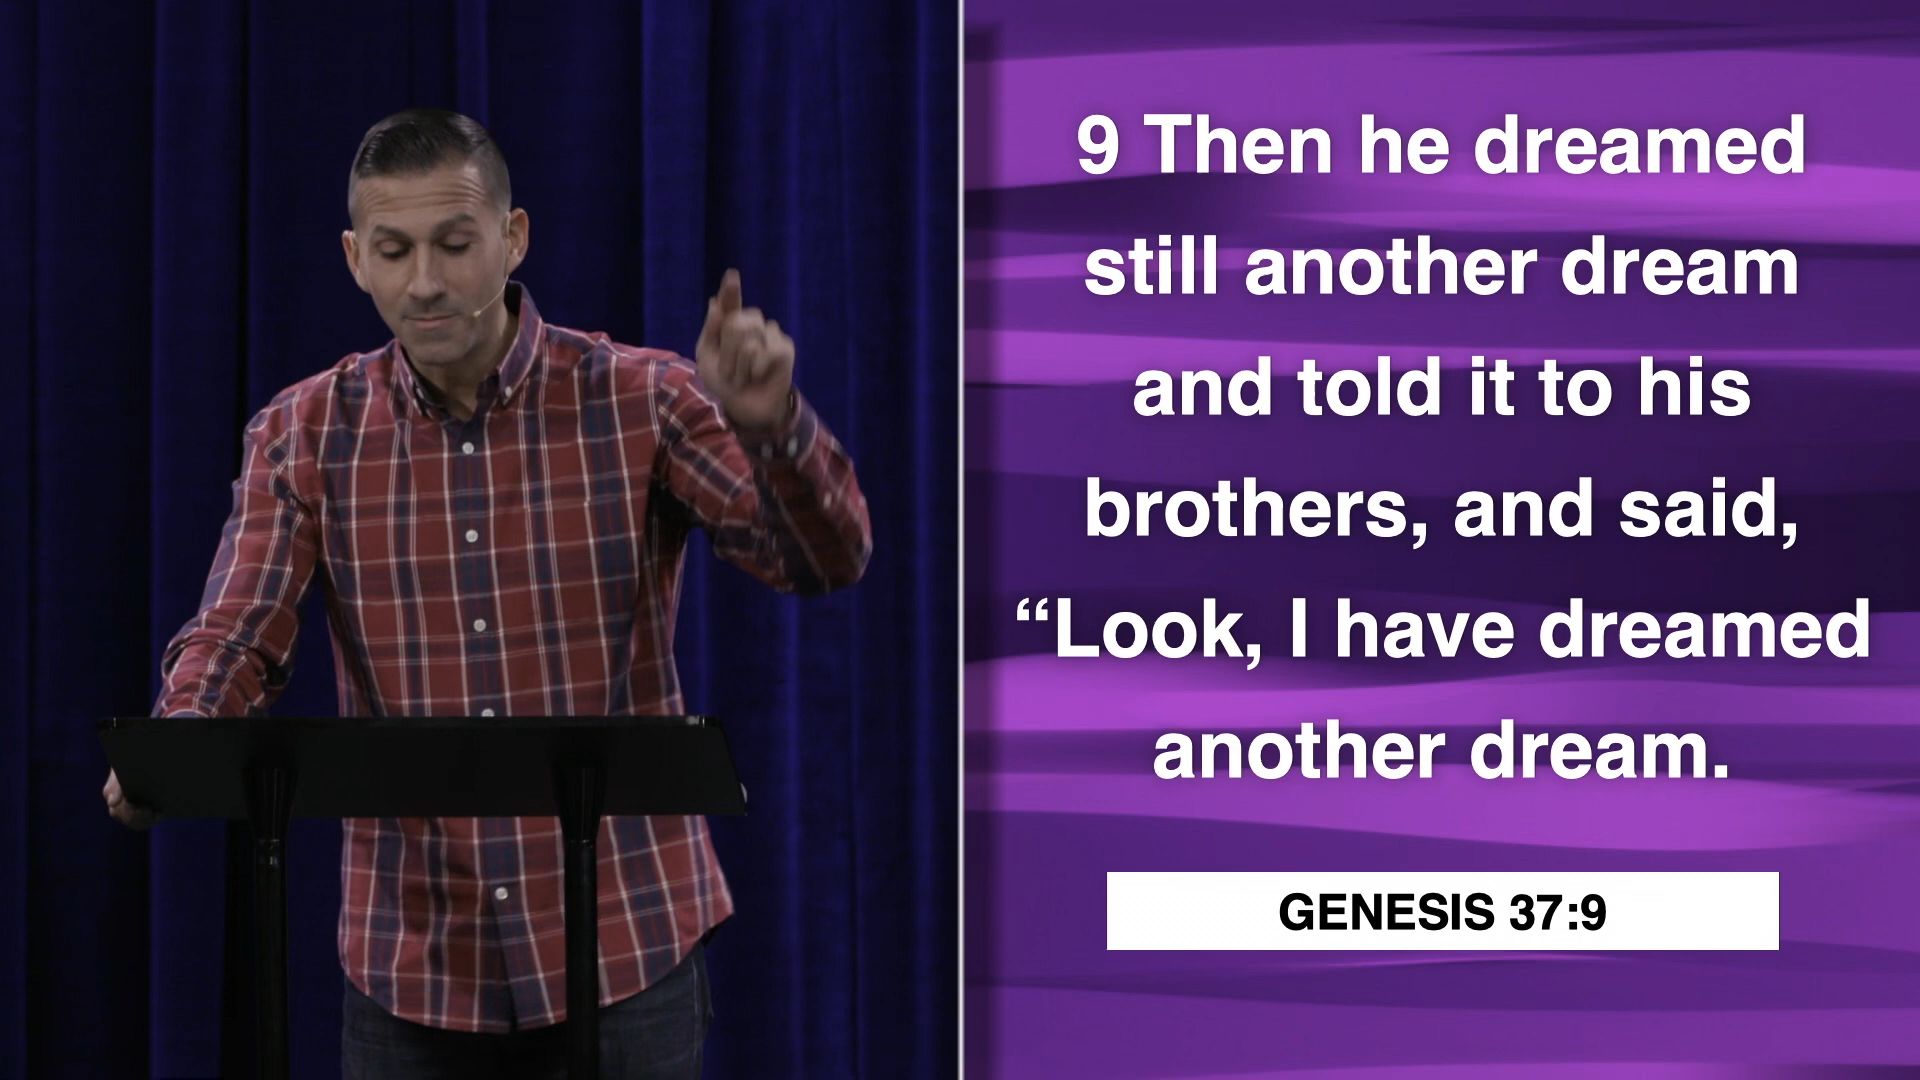 9 Then he dreamed
still another dream
and told it to his
brothers, and said,
“Look, I have dreamed
another dream.
GENESIS 37:9